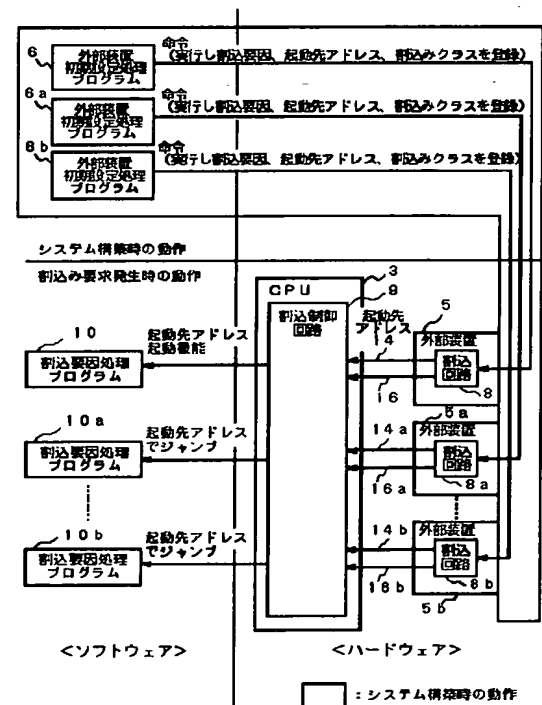 6
外部装置
初期設定処理
プログラム
命令
(実行し割込要因、起動先アドレス、割込みクラスを登録)
6a
外部装置
初期設定処理
プログラム
命令
(実行し割込要因、起動先アドレス、割込みクラスを登録)
6b
外部装置
初期設定処理
プログラム
命令
(実行し割込要因、起動先アドレス、割込みクラスを登録)
システム構築時の動作
割込み要求発生時の動作
3
9
CPU
割込制御
回路
起動先
アドレス
5
外部装置
割込
回路
8
14
16
10
割込要因処理
プログラム
起動先アドレス
起動機能
5a
外部装置
割込
回路
8a
14a
16a
10a
割込要因処理
プログラム
起動先アドレス
でジャンプ
14b
外部装置
割込
回路
8b
16b
5b
10b
割込要因処理
プログラム
起動先アドレス
でジャンプ
<ソフトウェア>
<ハードウェア>
:システム構築時の動作